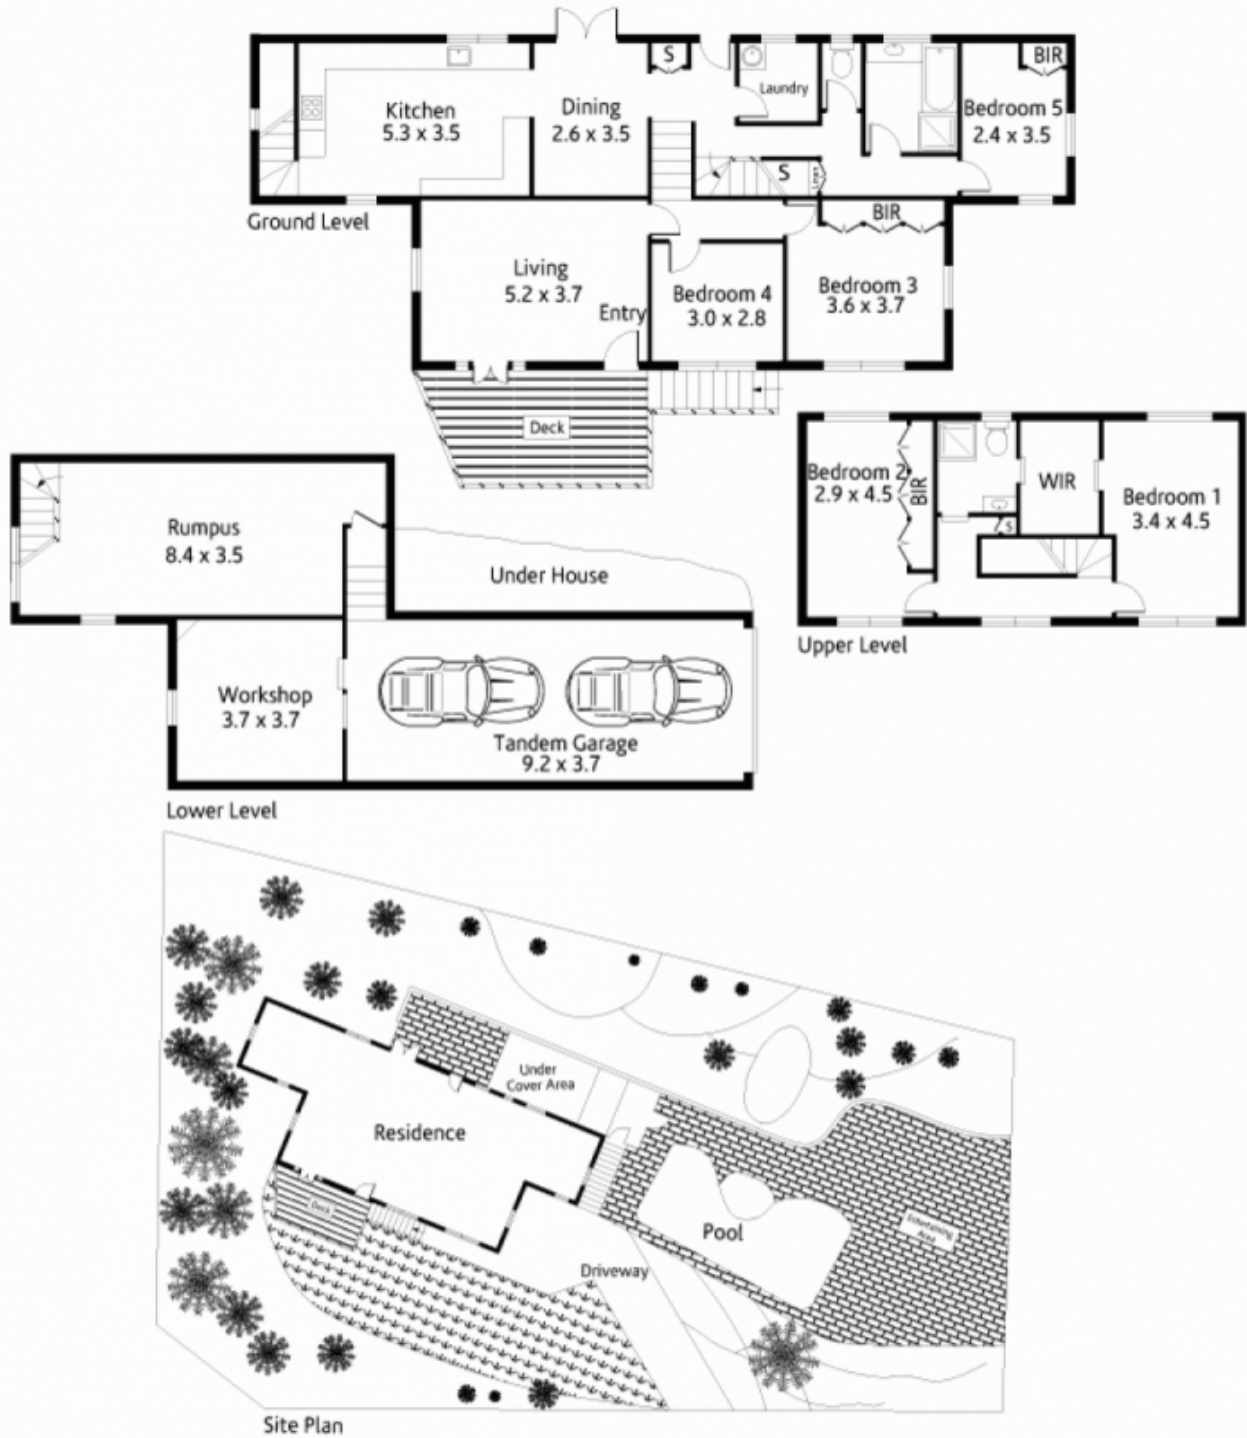 S
BIR
Laundry
Kitchen
5.3 x 3.5
Dining
2.6 x 3.5
Bedroom 5
2.4 x 3.5
S
Linen
Ground Level
BIR
Living
5.2 x 3.7
Entry
Bedroom 4
3.0 x 2.8
Bedroom 3
3.6 x 3.7
Deck
Bedroom 2
2.9 x 4.5
BIR
WIR
S
Bedroom 1
3.4 x 4.5
Upper Level
Rumpus
8.4 x 3.5
Under House
Workshop
3.7 x 3.7
Tandem Garage
9.2 x 3.7
Lower Level
Under
Cover Area
Residence
Deck
Pool
Entertaining
Area
Driveway
Site Plan